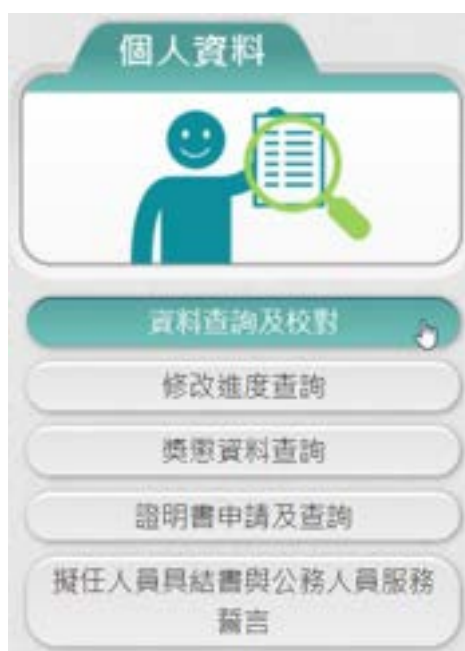 個人資料
資料查詢及校對
修改進度查詢
獎懲資料查詢
證明書申請及查詢
擬任人員具結書與公務人員服務
誓言